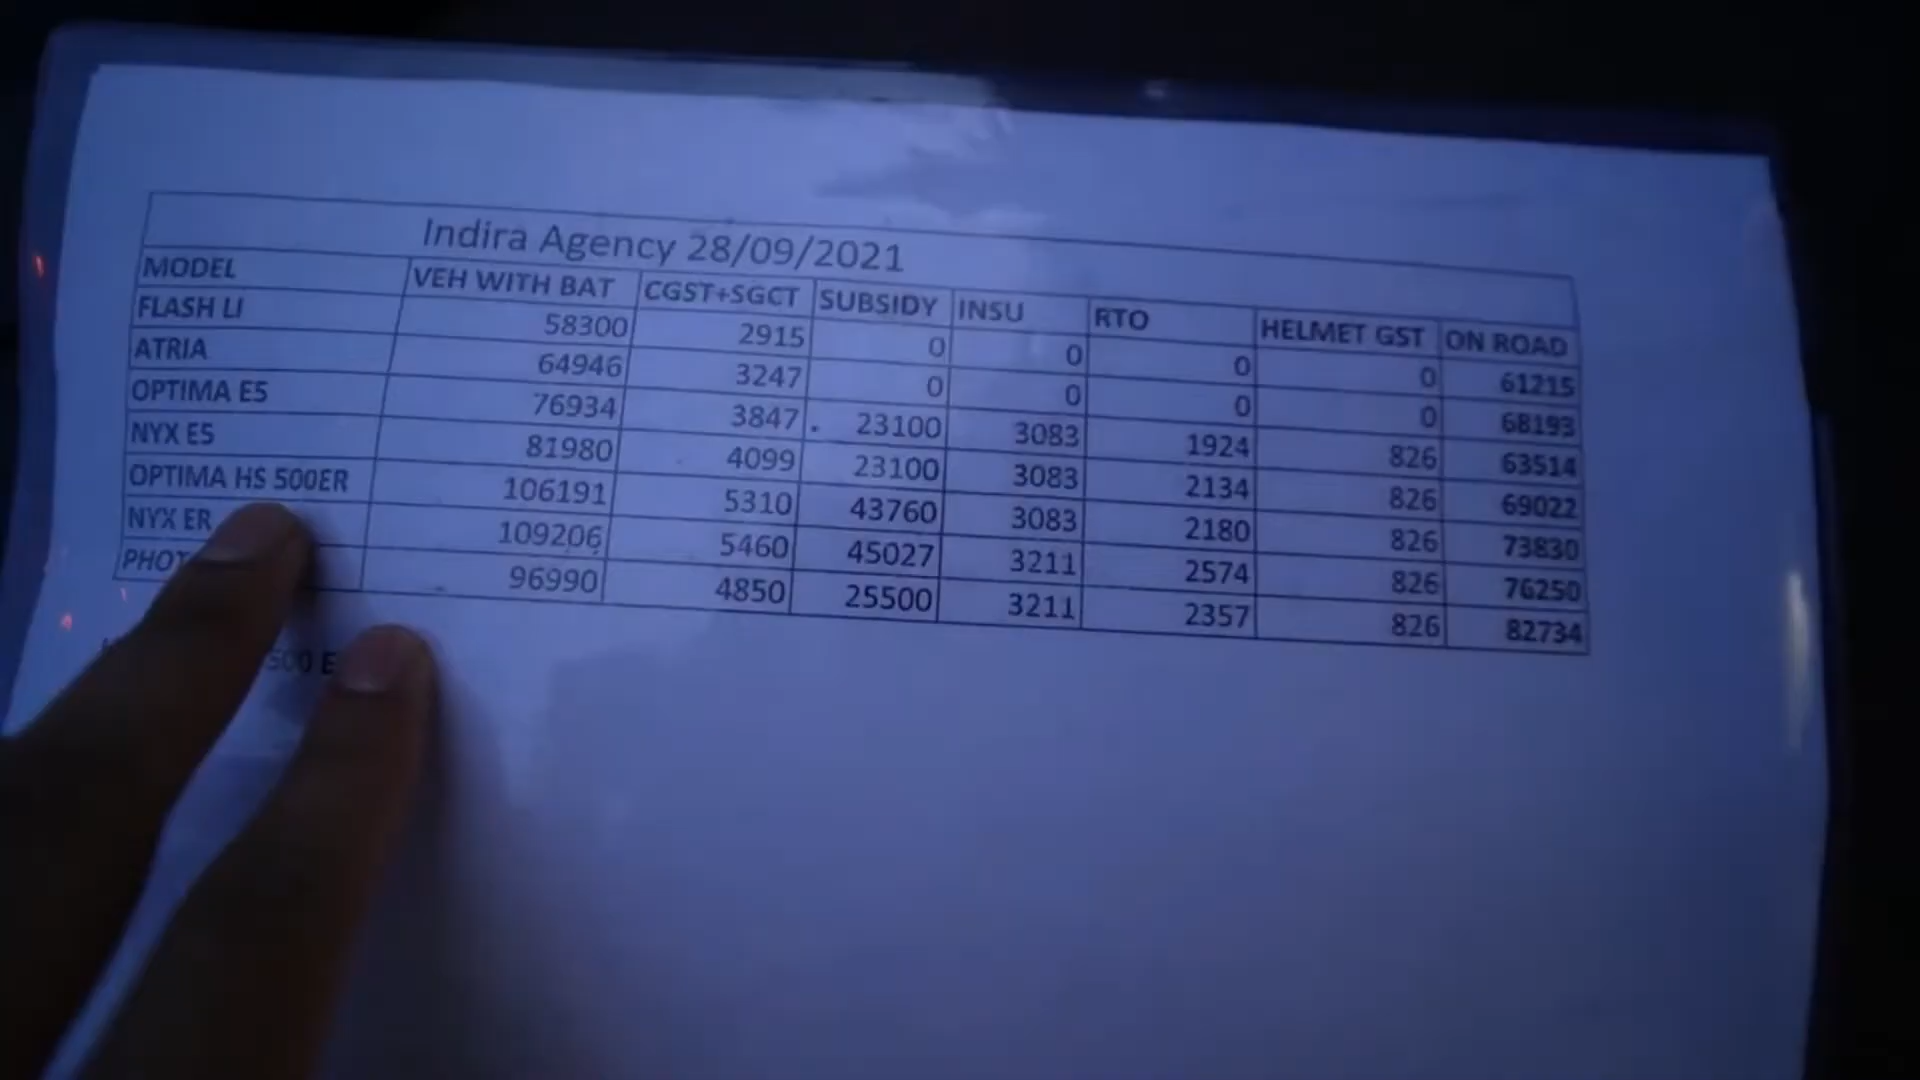 Indira Agency 28/09/2021
MODEL VEH WITH BAT CGST+SGCT SUBSIDY INSU RTO HELMET GST ON ROAD
FLASH LI 58300 2915 0 0 0 0 61215
ATRIA 64946 3247 0 0 0 0 68193
OPTIMA E5 76934 3847 . 23100 3083 1924 826 63514
NYX E5 81980 4099 23100 3083 2134 826 69022
OPTIMA HS 500ER 106191 5310 43760 3083 2180 826 73830
NYX ER 109206 5460 45027 3211 2574 826 76250
PHOT 96990 4850 25500 3211 2357 826 82734
500 E